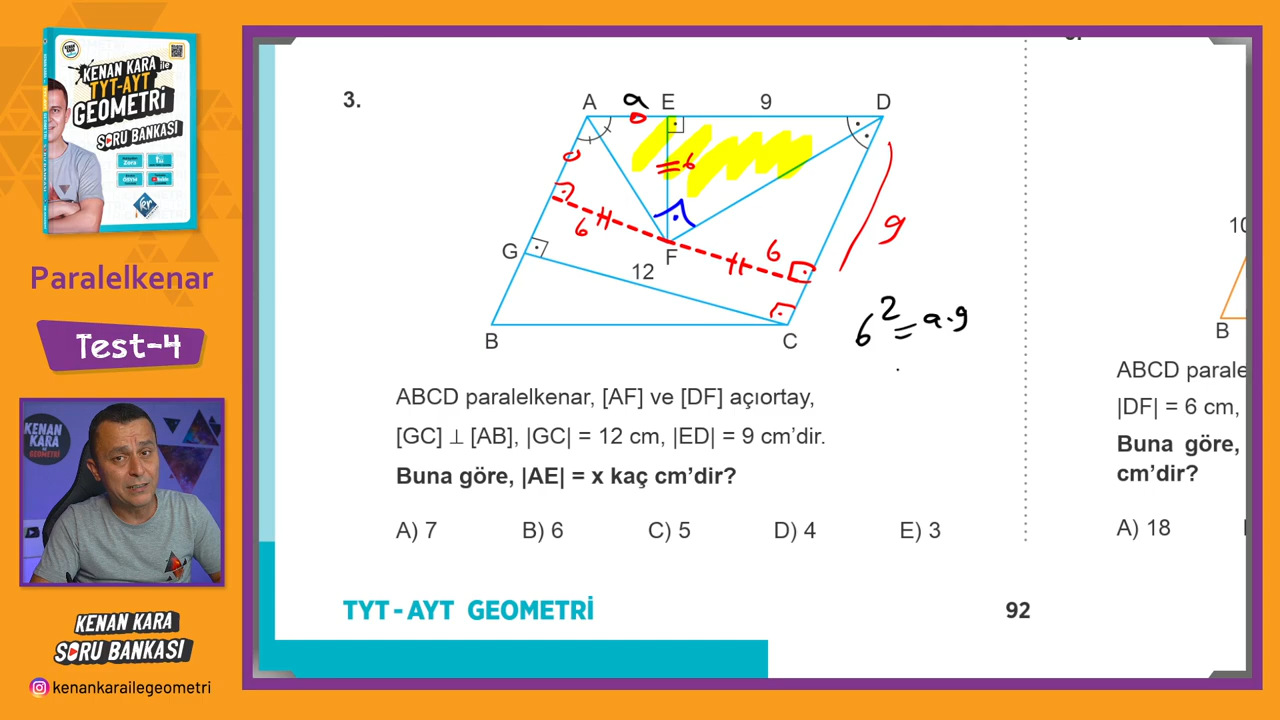 KENAN KARA ile
TYT-AYT
GEOMETRİ
SORU BANKASI
Paralelkenar
Test-4
KENAN KARA
ile
GEOMETRİ
KENAN KARA
SORU BANKASI
kenankarailegeometri
3.
A
a
E
9
D
6
6
F
6
9
G
12
B
C
6² = a.9
ABCD paralelkenar, [AF] ve [DF] açıortay,
[GC] ⊥ [AB], |GC| = 12 cm, |ED| = 9 cm'dir.
Buna göre, |AE| = x kaç cm'dir?
A) 7 B) 6 C) 5 D) 4 E) 3
TYT - AYT GEOMETRİ
92
10
B
ABCD parale
|DF| = 6 cm,
Buna göre,
cm'dir?
A) 18